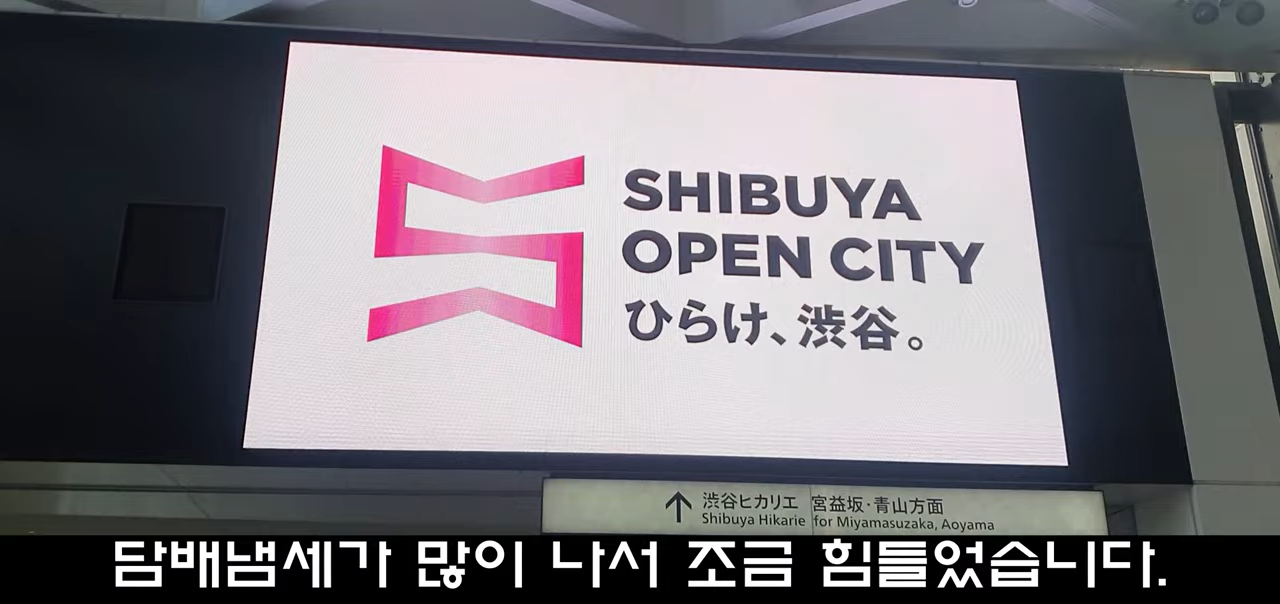 SHIBUYA
OPEN CITY
ひらけ、渋谷。
↑ 渋谷ヒカリエ 宮益坂・青山方面
Shibuya Hikarie for Miyamasuzaka, Aoyama
담배냄세가 많이 나서 조금 힘들었습니다.